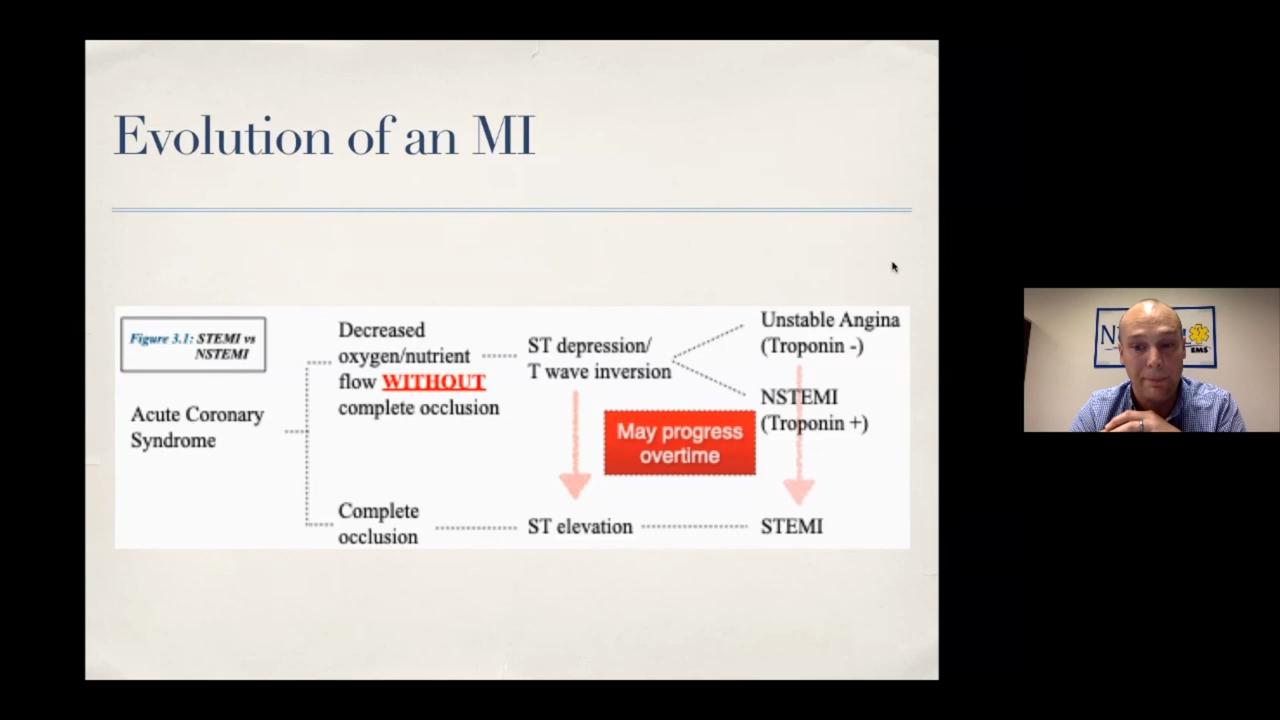 Evolution of an MI
Figure 3.1: STEMI vs
NSTEMI
Acute Coronary
Syndrome
Decreased
oxygen/nutrient
flow WITHOUT
complete occlusion
Complete
occlusion
ST depression/
T wave inversion
May progress
overtime
ST elevation
Unstable Angina
(Troponin -)
NSTEMI
(Troponin +)
STEMI
EMS